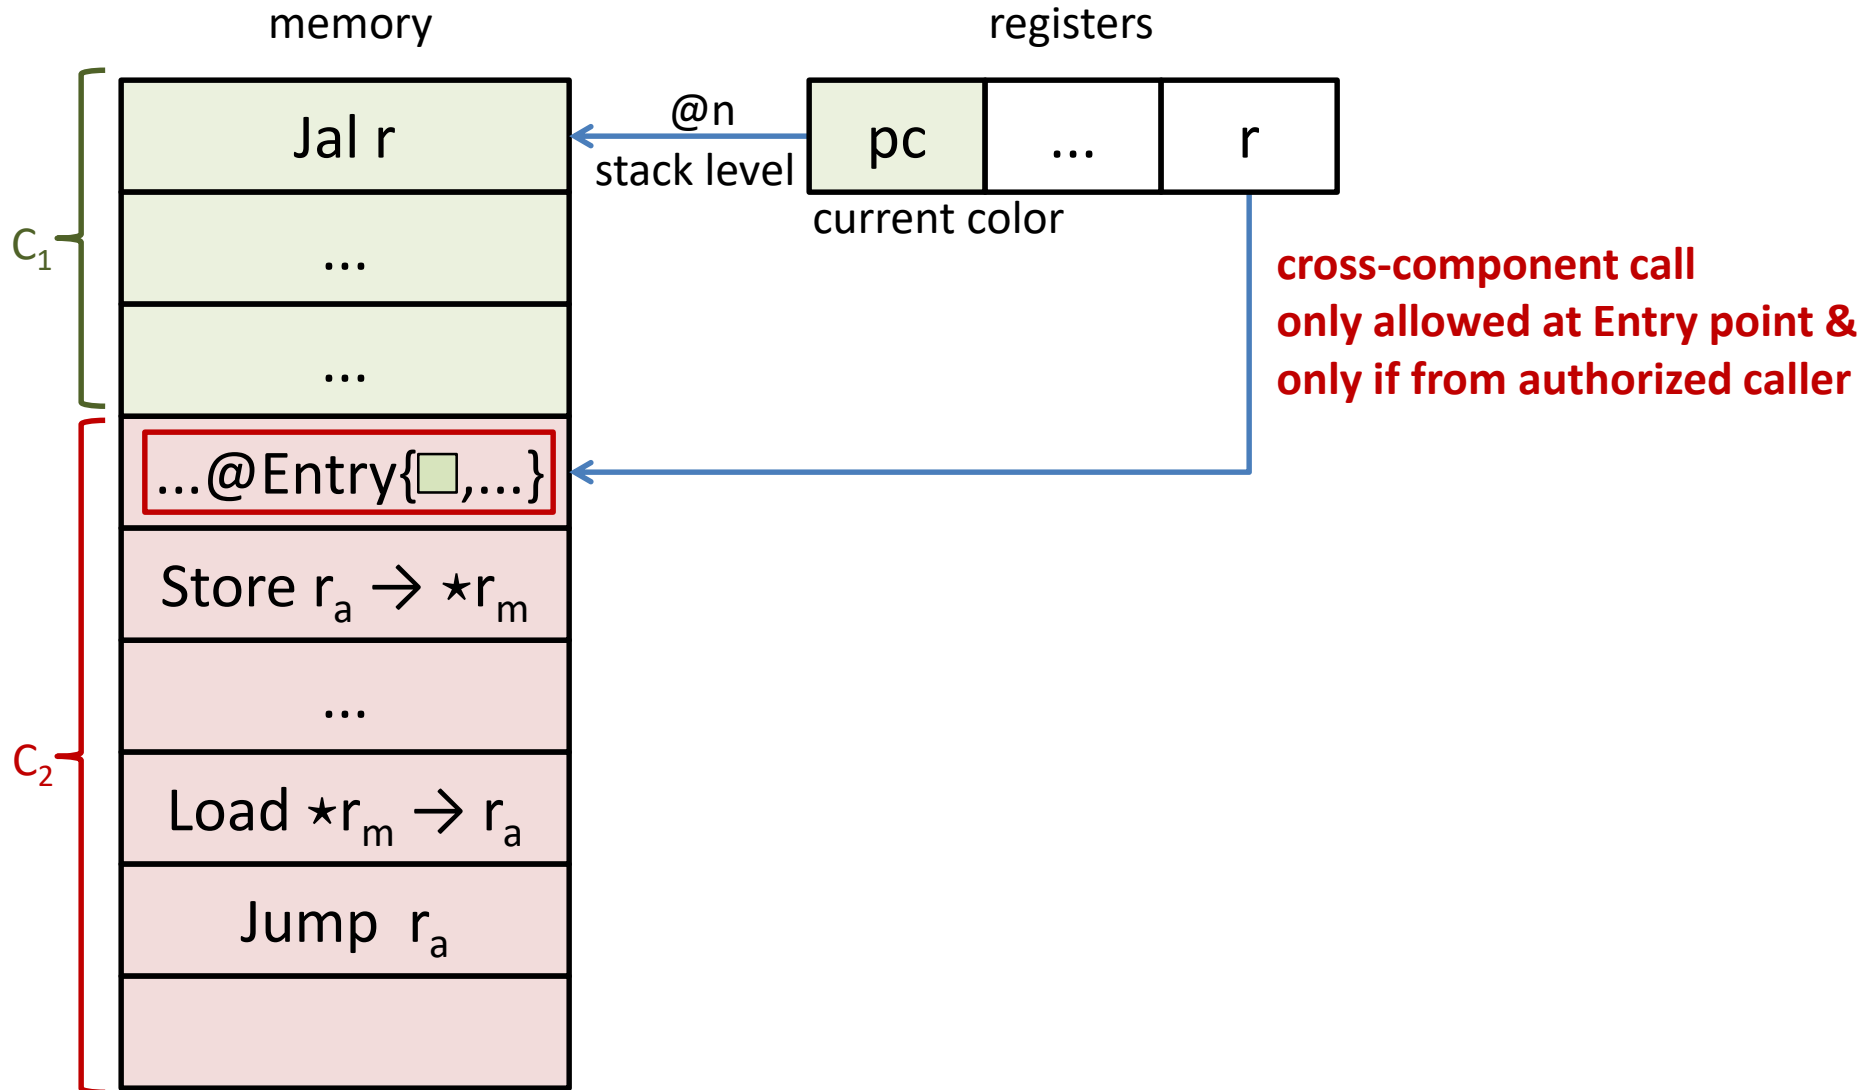 memory
registers
Jal r
@n
stack level
pc
...
r
current color
C₁
...
...
cross-component call
only allowed at Entry point &
only if from authorized caller
...@Entry{ ,...}
Store rₐ → ⋆rₘ
...
C₂
Load ⋆rₘ → rₐ
Jump rₐ